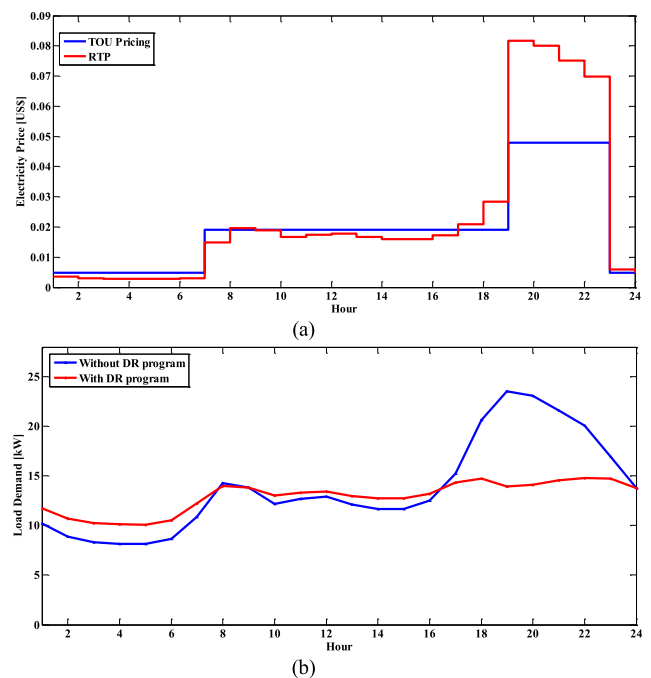 0.09
0.08
0.07
0.06
0.05
0.04
0.03
0.02
0.01
0
Electricity Price [US$]
TOU Pricing
RTP
2 4 6 8 10 12 14 16 18 20 22 24
Hour
(a)
25
20
15
10
5
0
Load Demand [kW]
Without DR program
With DR program
2 4 6 8 10 12 14 16 18 20 22 24
Hour
(b)